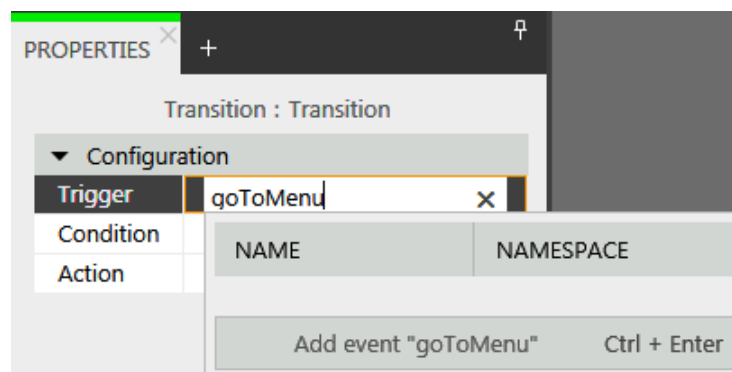 PROPERTIES
Transition : Transition
Configuration
Trigger goToMenu
Condition
NAME NAMESPACE
Action
Add event "goToMenu" Ctrl + Enter